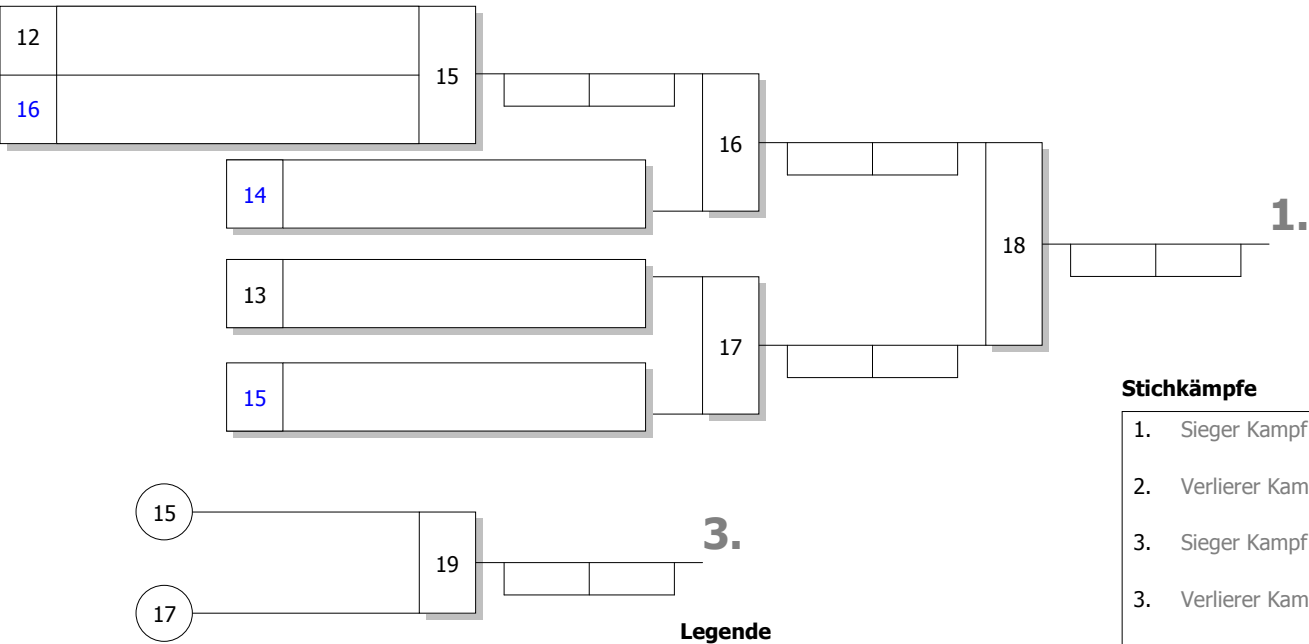 12
15
16
16
14
1.
18
13
17
15
Stichkämpfe
1. Sieger Kampf
2. Verlierer Kam
3. Sieger Kampf
3. Verlierer Kam
15
3.
19
17
Legende